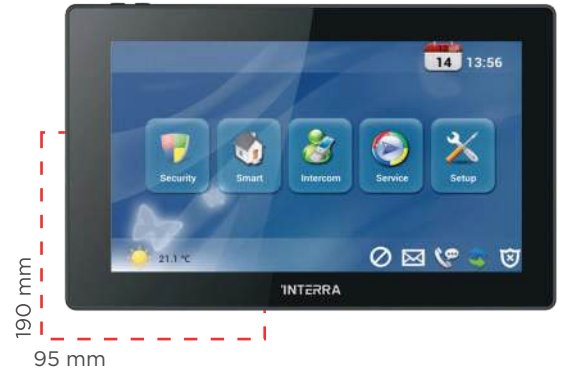 14 13:56
Security Smart Intercom Service Setup
21.1 °C
INTERRA
190 mm
95 mm